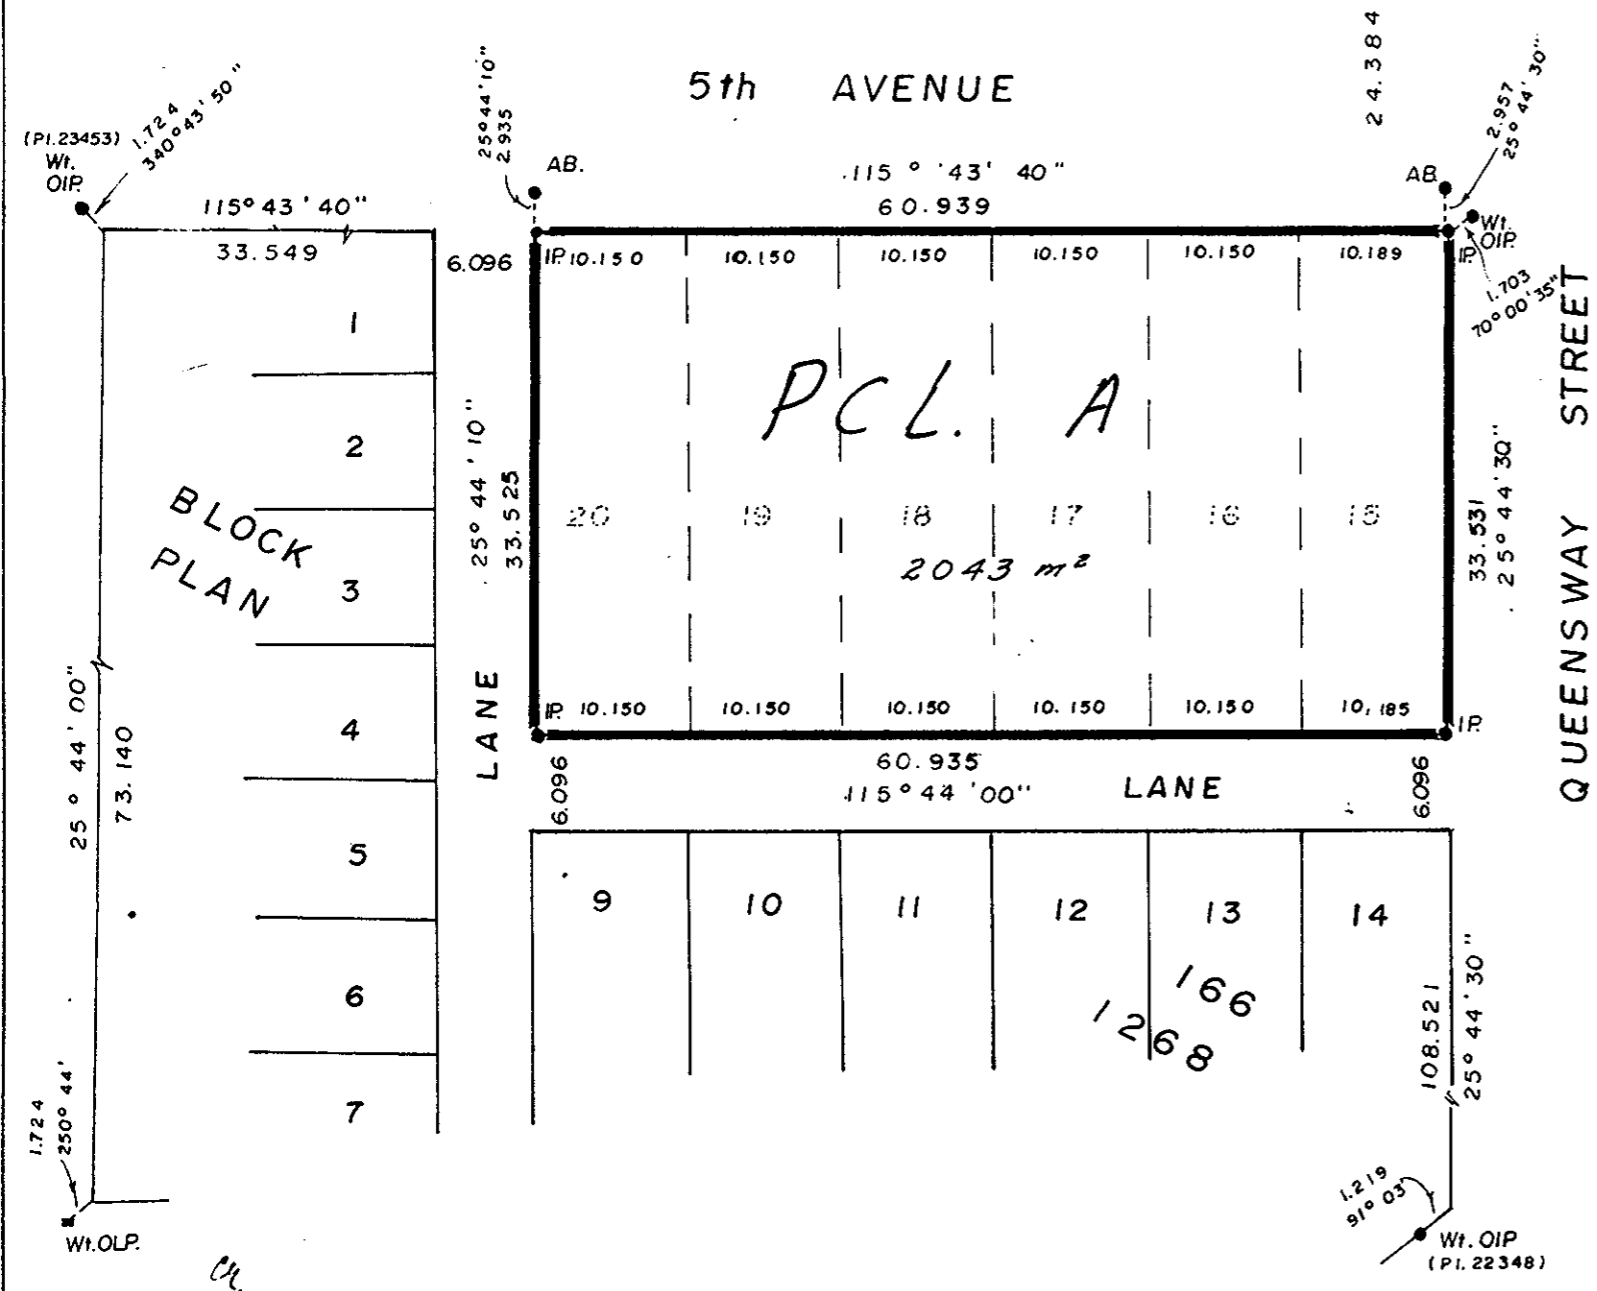 5th AVENUE
24.384
(Pl.23453)
Wt.
OIP.
1.724
340°43'50"
25°44'10"
2.935
AB.
115°'43'40"
60.939
AB.
2.957
25°44'30"
Wt.
OIP.
1.703
70°00'35"
115°43'40"
33.549
6.096
IP.
10.150
10.150
10.150
10.150
10.150
10.189
IP.
1
2
3
4
5
6
7
BLOCK
PLAN
25°44'10"
33.525
PCL. A
20
19
18
17
16
15
2043 m²
33.531
25°44'30"
QUEENSWAY STREET
25°44'00"
73.140
LANE
IP.
10.150
10.150
10.150
10.150
10.150
10.185
IP.
60.935
115°44'00"
LANE
6.096
6.096
9
10
11
12
13
14
166
1268
108.521
25°44'30"
1.724
250°44'
Wt.OLP.
1.219
91°03'
Wt. OIP
(Pl.22348)